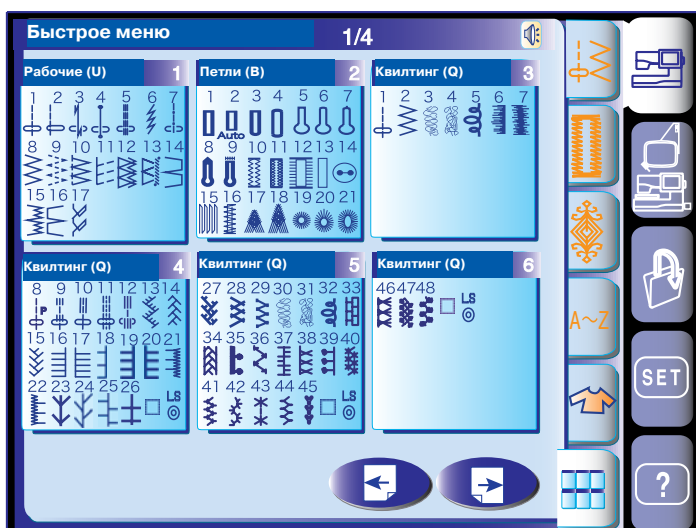 Быстрое меню 1/4
Рабочие (U) 1
1 2 3 4 5 6 7
8 9 10 11 12 13 14
15 16 17
Петли (B) 2
1 2 3 4 5 6 7
Auto
8 9 10 11 12 13 14
15 16 17 18 19 20 21
Квилтинг (Q) 3
1 2 3 4 5 6 7
Квилтинг (Q) 4
8 9 10 11 12 13 14
P
15 16 17 18 19 20 21
22 23 24 25 26
LS
Квилтинг (Q) 5
27 28 29 30 31 32 33
34 35 36 37 38 39 40
41 42 43 44 45
LS
Квилтинг (Q) 6
46 47 48
LS
A~Z
SET
?